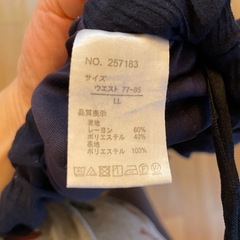 NO. 257183
サイズ
ウエスト 77-85
LL
品質表示
表地
レーヨン 60%
ポリエステル 40%
裏地
ポリエステル 100%